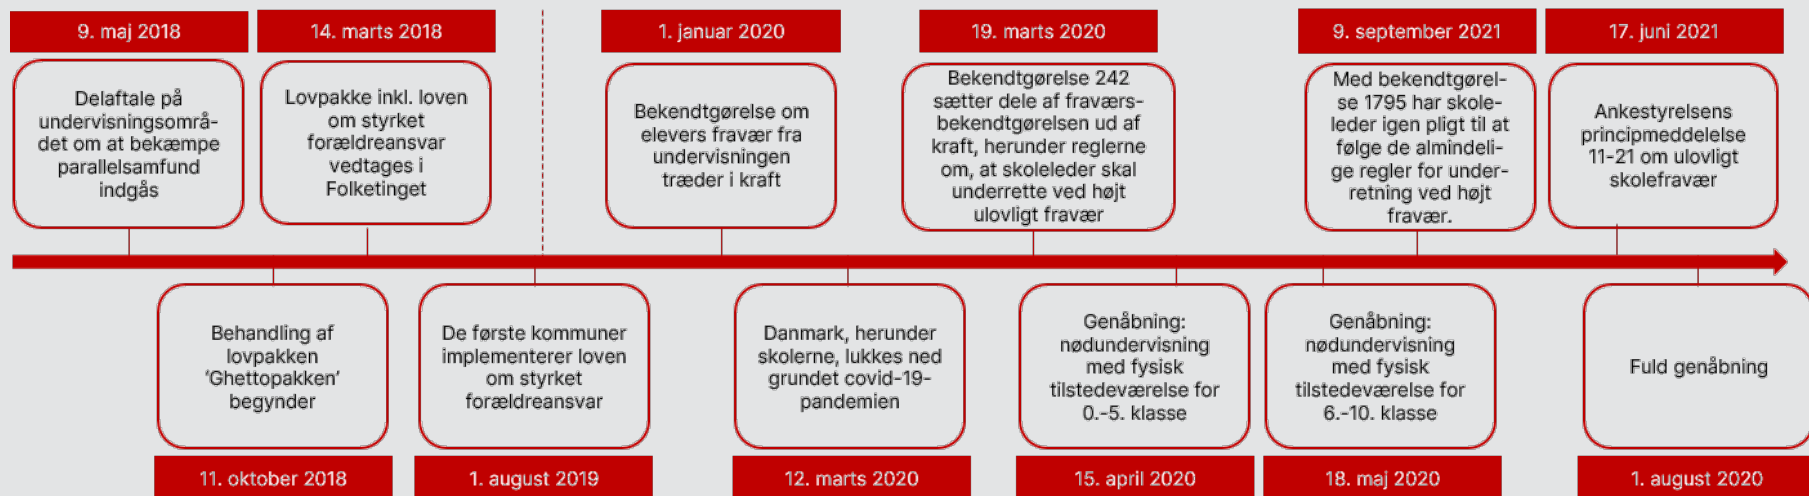 9. maj 2018
Delaftale på
undervisningsområ-
det om at bekæmpe
parallelsamfund
indgås
14. marts 2018
Lovpakke inkl. loven
om styrket
forældreansvar
vedtages i
Folketinget
1. januar 2020
Bekendtgørelse om
elevers fravær fra
undervisningen
træder i kraft
19. marts 2020
Bekendtgørelse 242
sætter dele af fraværs-
bekendtgørelsen ud af
kraft, herunder reglerne
om, at skoleleder skal
underrette ved højt
ulovligt fravær
9. september 2021
Med bekendtgørel-
se 1795 har skole-
leder igen pligt til at
følge de almindeli-
ge regler for under-
retning ved højt
fravær.
17. juni 2021
Ankestyrelsens
principmeddelelse
11-21 om ulovligt
skolefravær
Behandling af
lovpakken
'Ghettopakken'
begynder
11. oktober 2018
De første kommuner
implementerer loven
om styrket
forældreansvar
1. august 2019
Danmark, herunder
skolerne, lukkes ned
grundet covid-19-
pandemien
12. marts 2020
Genåbning:
nødundervisning
med fysisk
tilstedeværelse for
0.-5. klasse
15. april 2020
Genåbning:
nødundervisning
med fysisk
tilstedeværelse for
6.-10. klasse
18. maj 2020
Fuld genåbning
1. august 2020